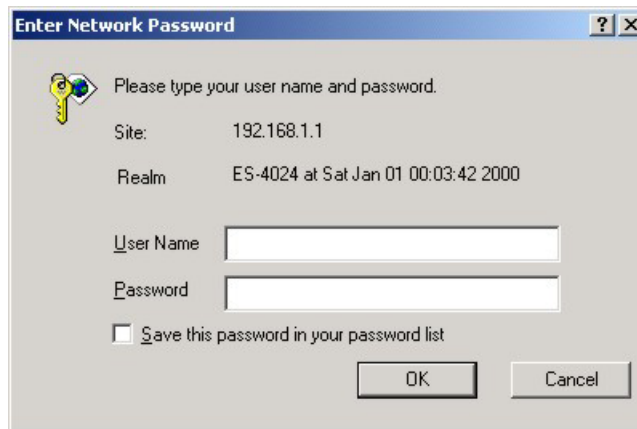 Enter Network Password
Please type your user name and password.
Site: 192.168.1.1
Realm ES-4024 at Sat Jan 01 00:03:42 2000
User Name
Password
Save this password in your password list
OK Cancel